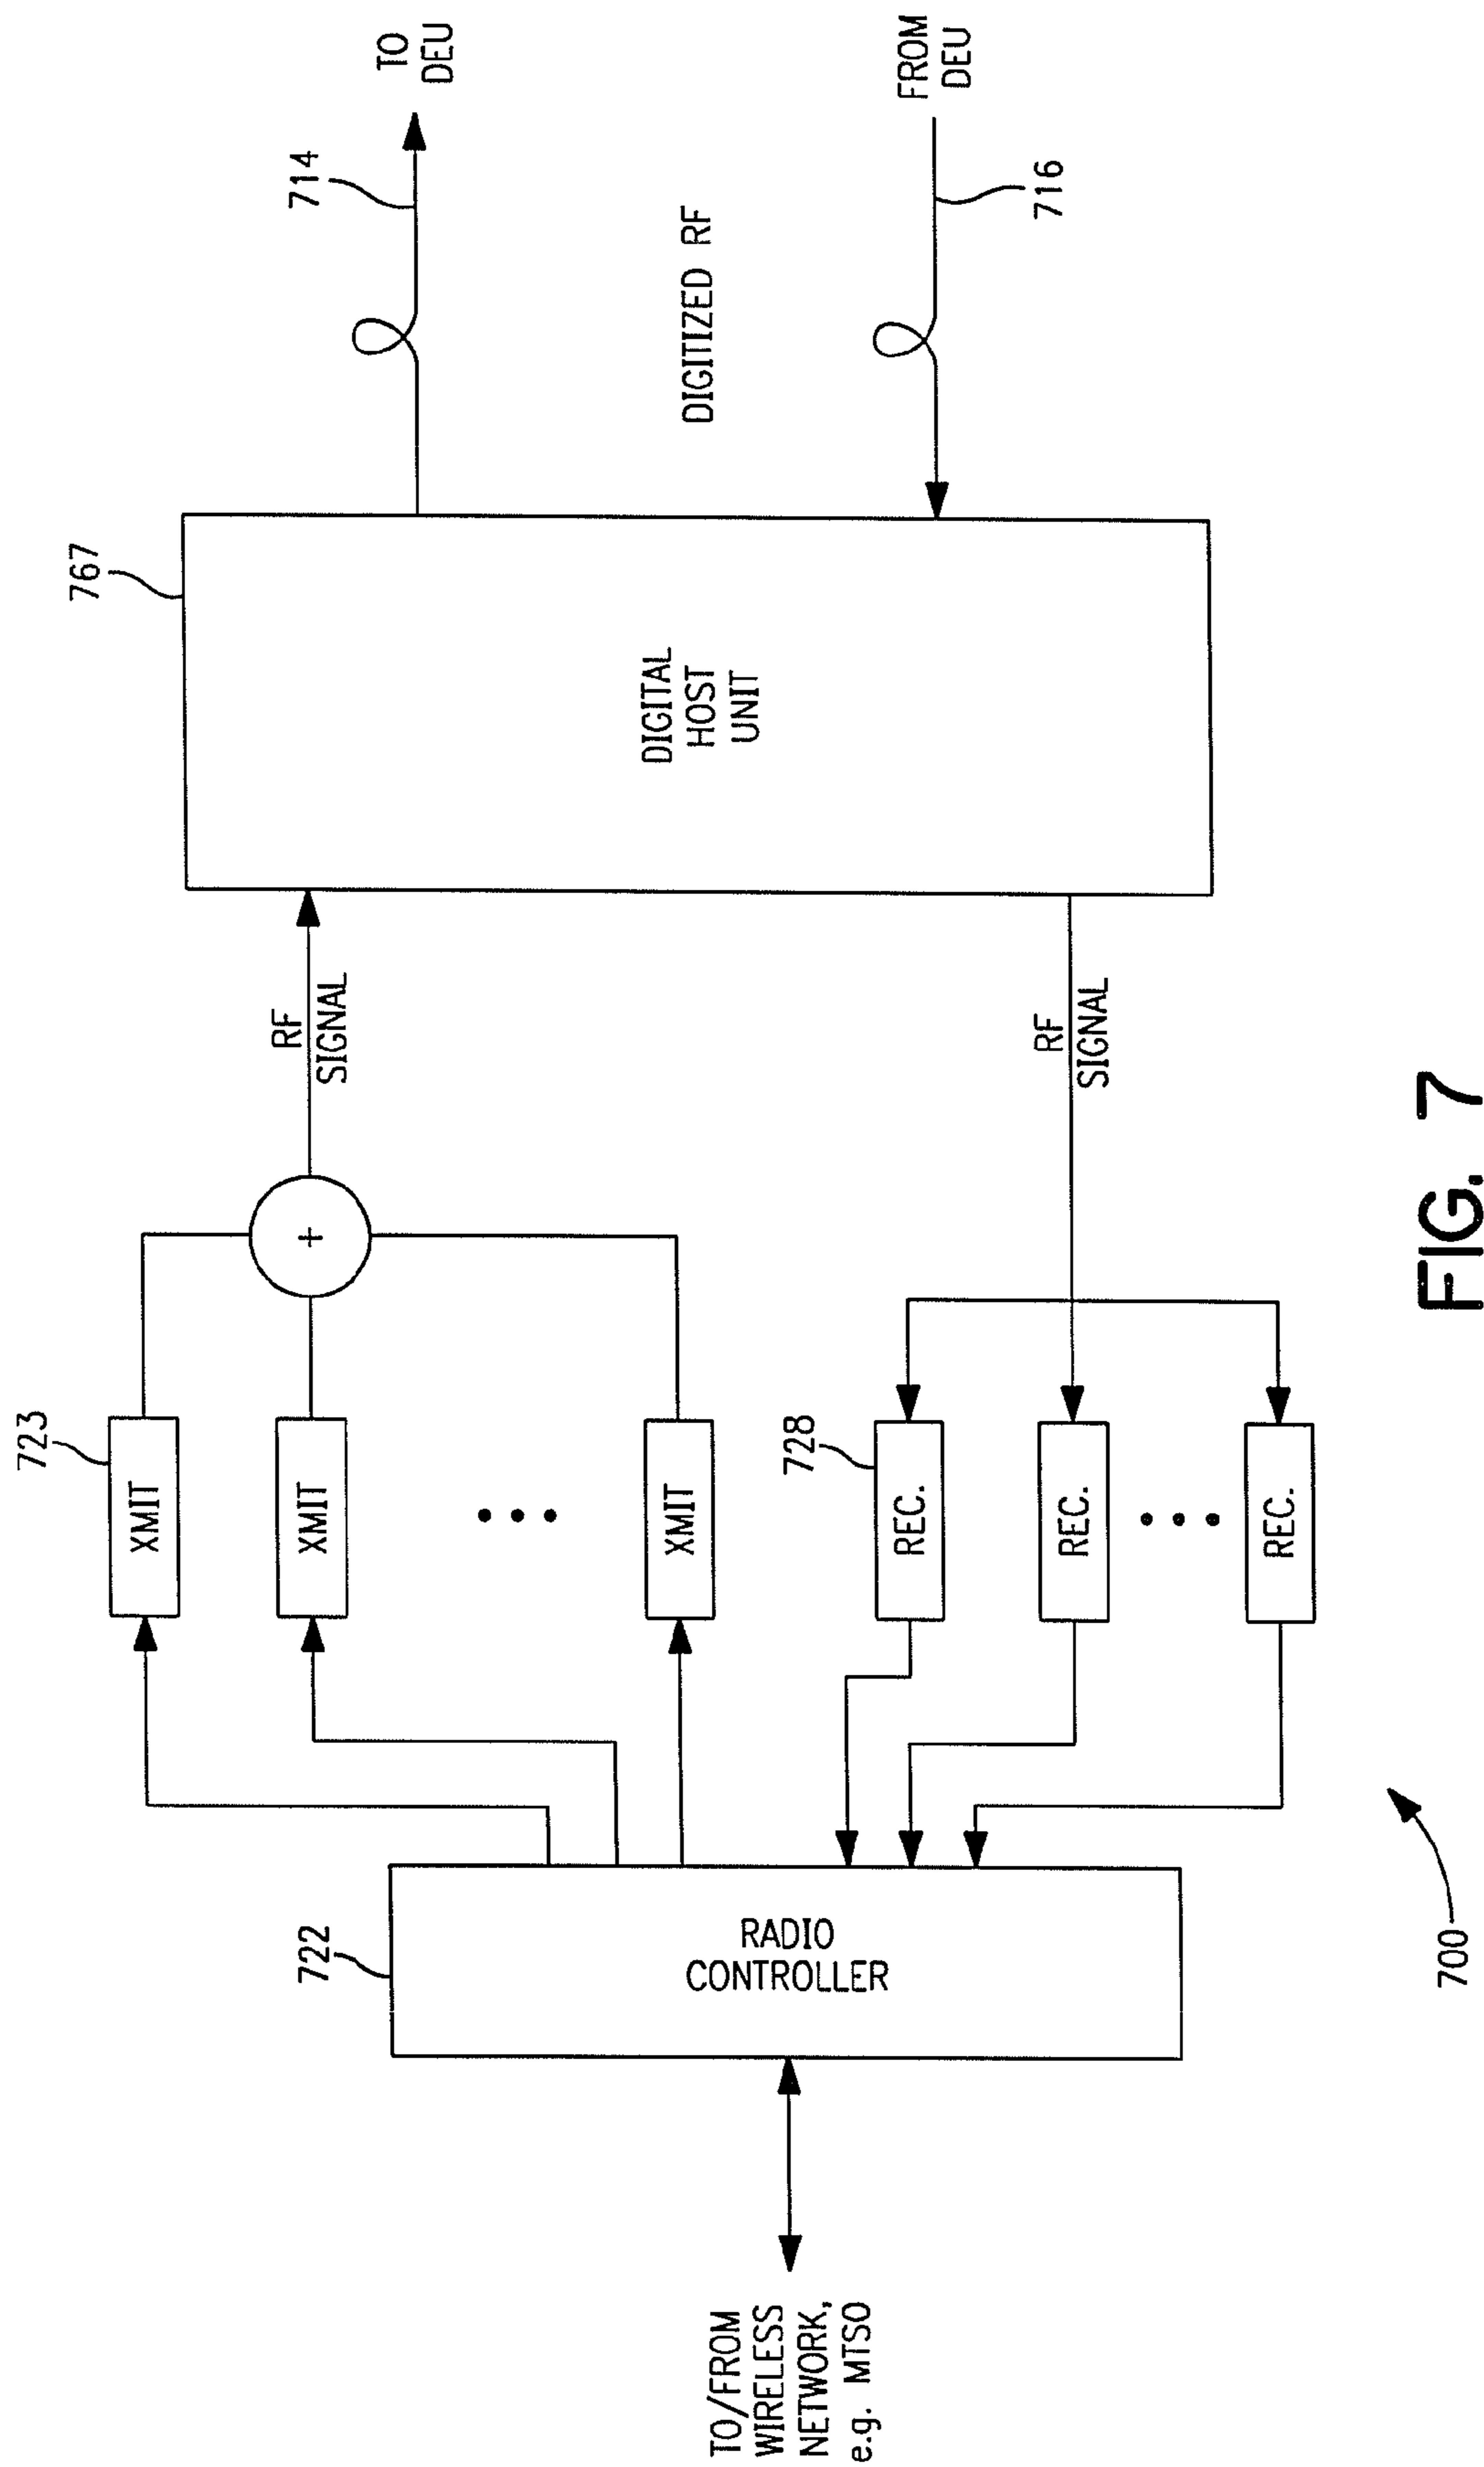 723
XMIT
XMIT
XMIT
+
RF
SIGNAL
767
DIGITAL
HOST
UNIT
714
TO
DEU
DIGITIZED RF
FROM
DEU
716
722
RADIO
CONTROLLER
TO/FROM
WIRELESS
NETWORK,
e.g. MTSO
728
REC.
REC.
REC.
RF
SIGNAL
700
FIG. 7